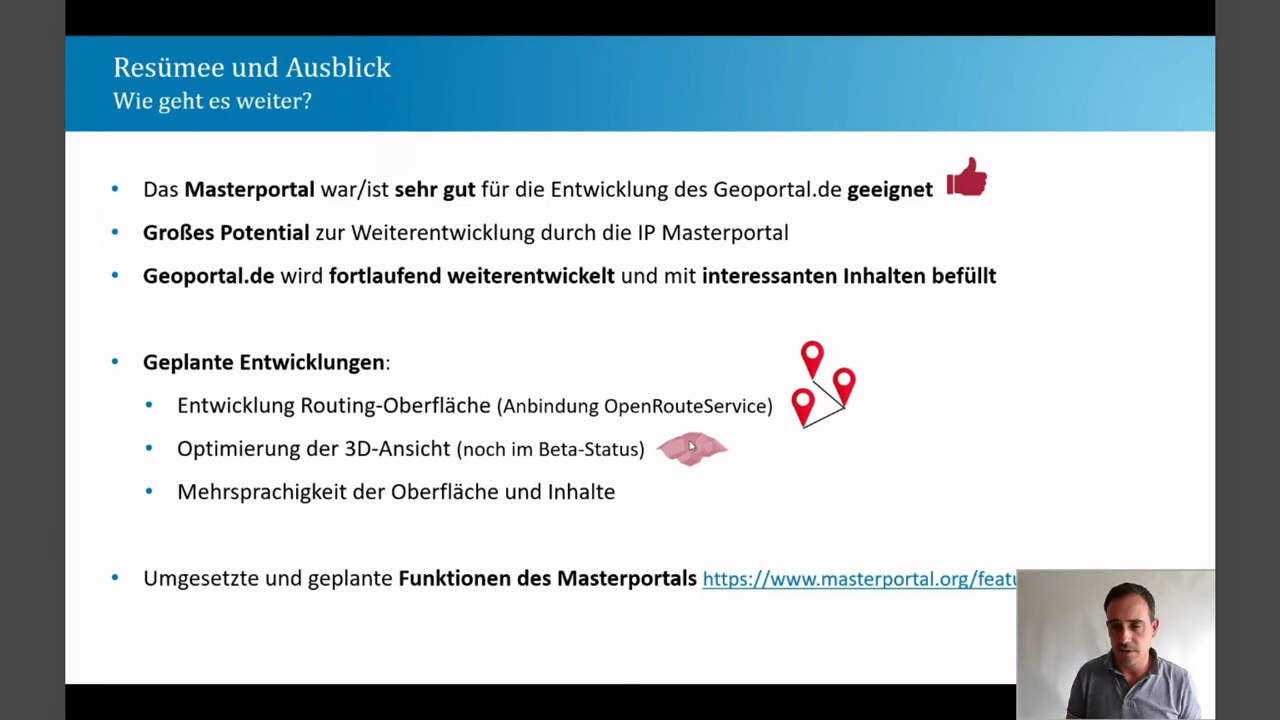 Resümee und Ausblick
Wie geht es weiter?
• Das Masterportal war/ist sehr gut für die Entwicklung des Geoportal.de geeignet
• Großes Potential zur Weiterentwicklung durch die IP Masterportal
• Geoportal.de wird fortlaufend weiterentwickelt und mit interessanten Inhalten befüllt
• Geplante Entwicklungen:
• Entwicklung Routing-Oberfläche (Anbindung OpenRouteService)
• Optimierung der 3D-Ansicht (noch im Beta-Status)
• Mehrsprachigkeit der Oberfläche und Inhalte
• Umgesetzte und geplante Funktionen des Masterportals https://www.masterportal.org/featu